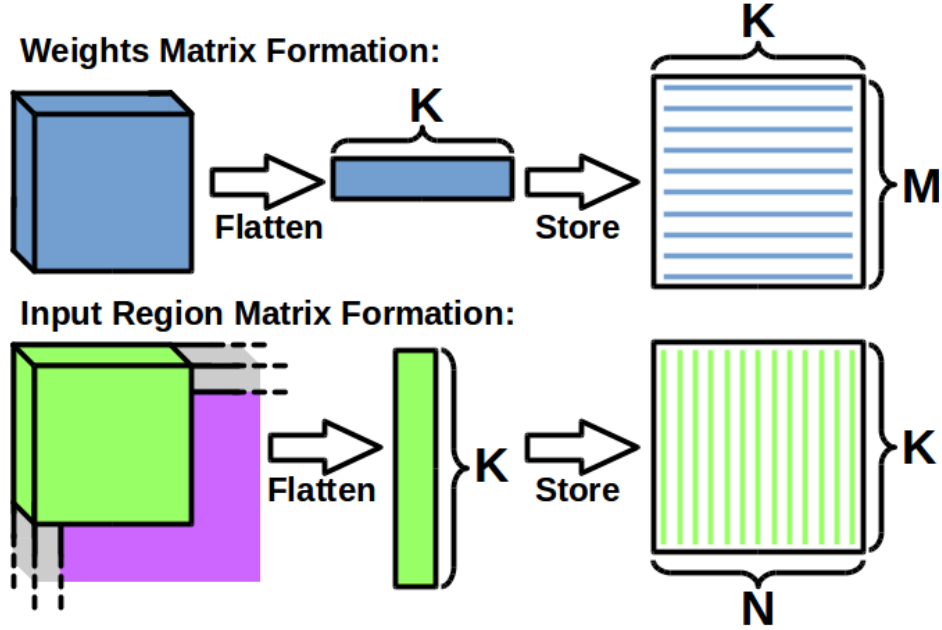 Weights Matrix Formation:
K
K
Flatten
Store
M
Input Region Matrix Formation:
K
Flatten
Store
K
N